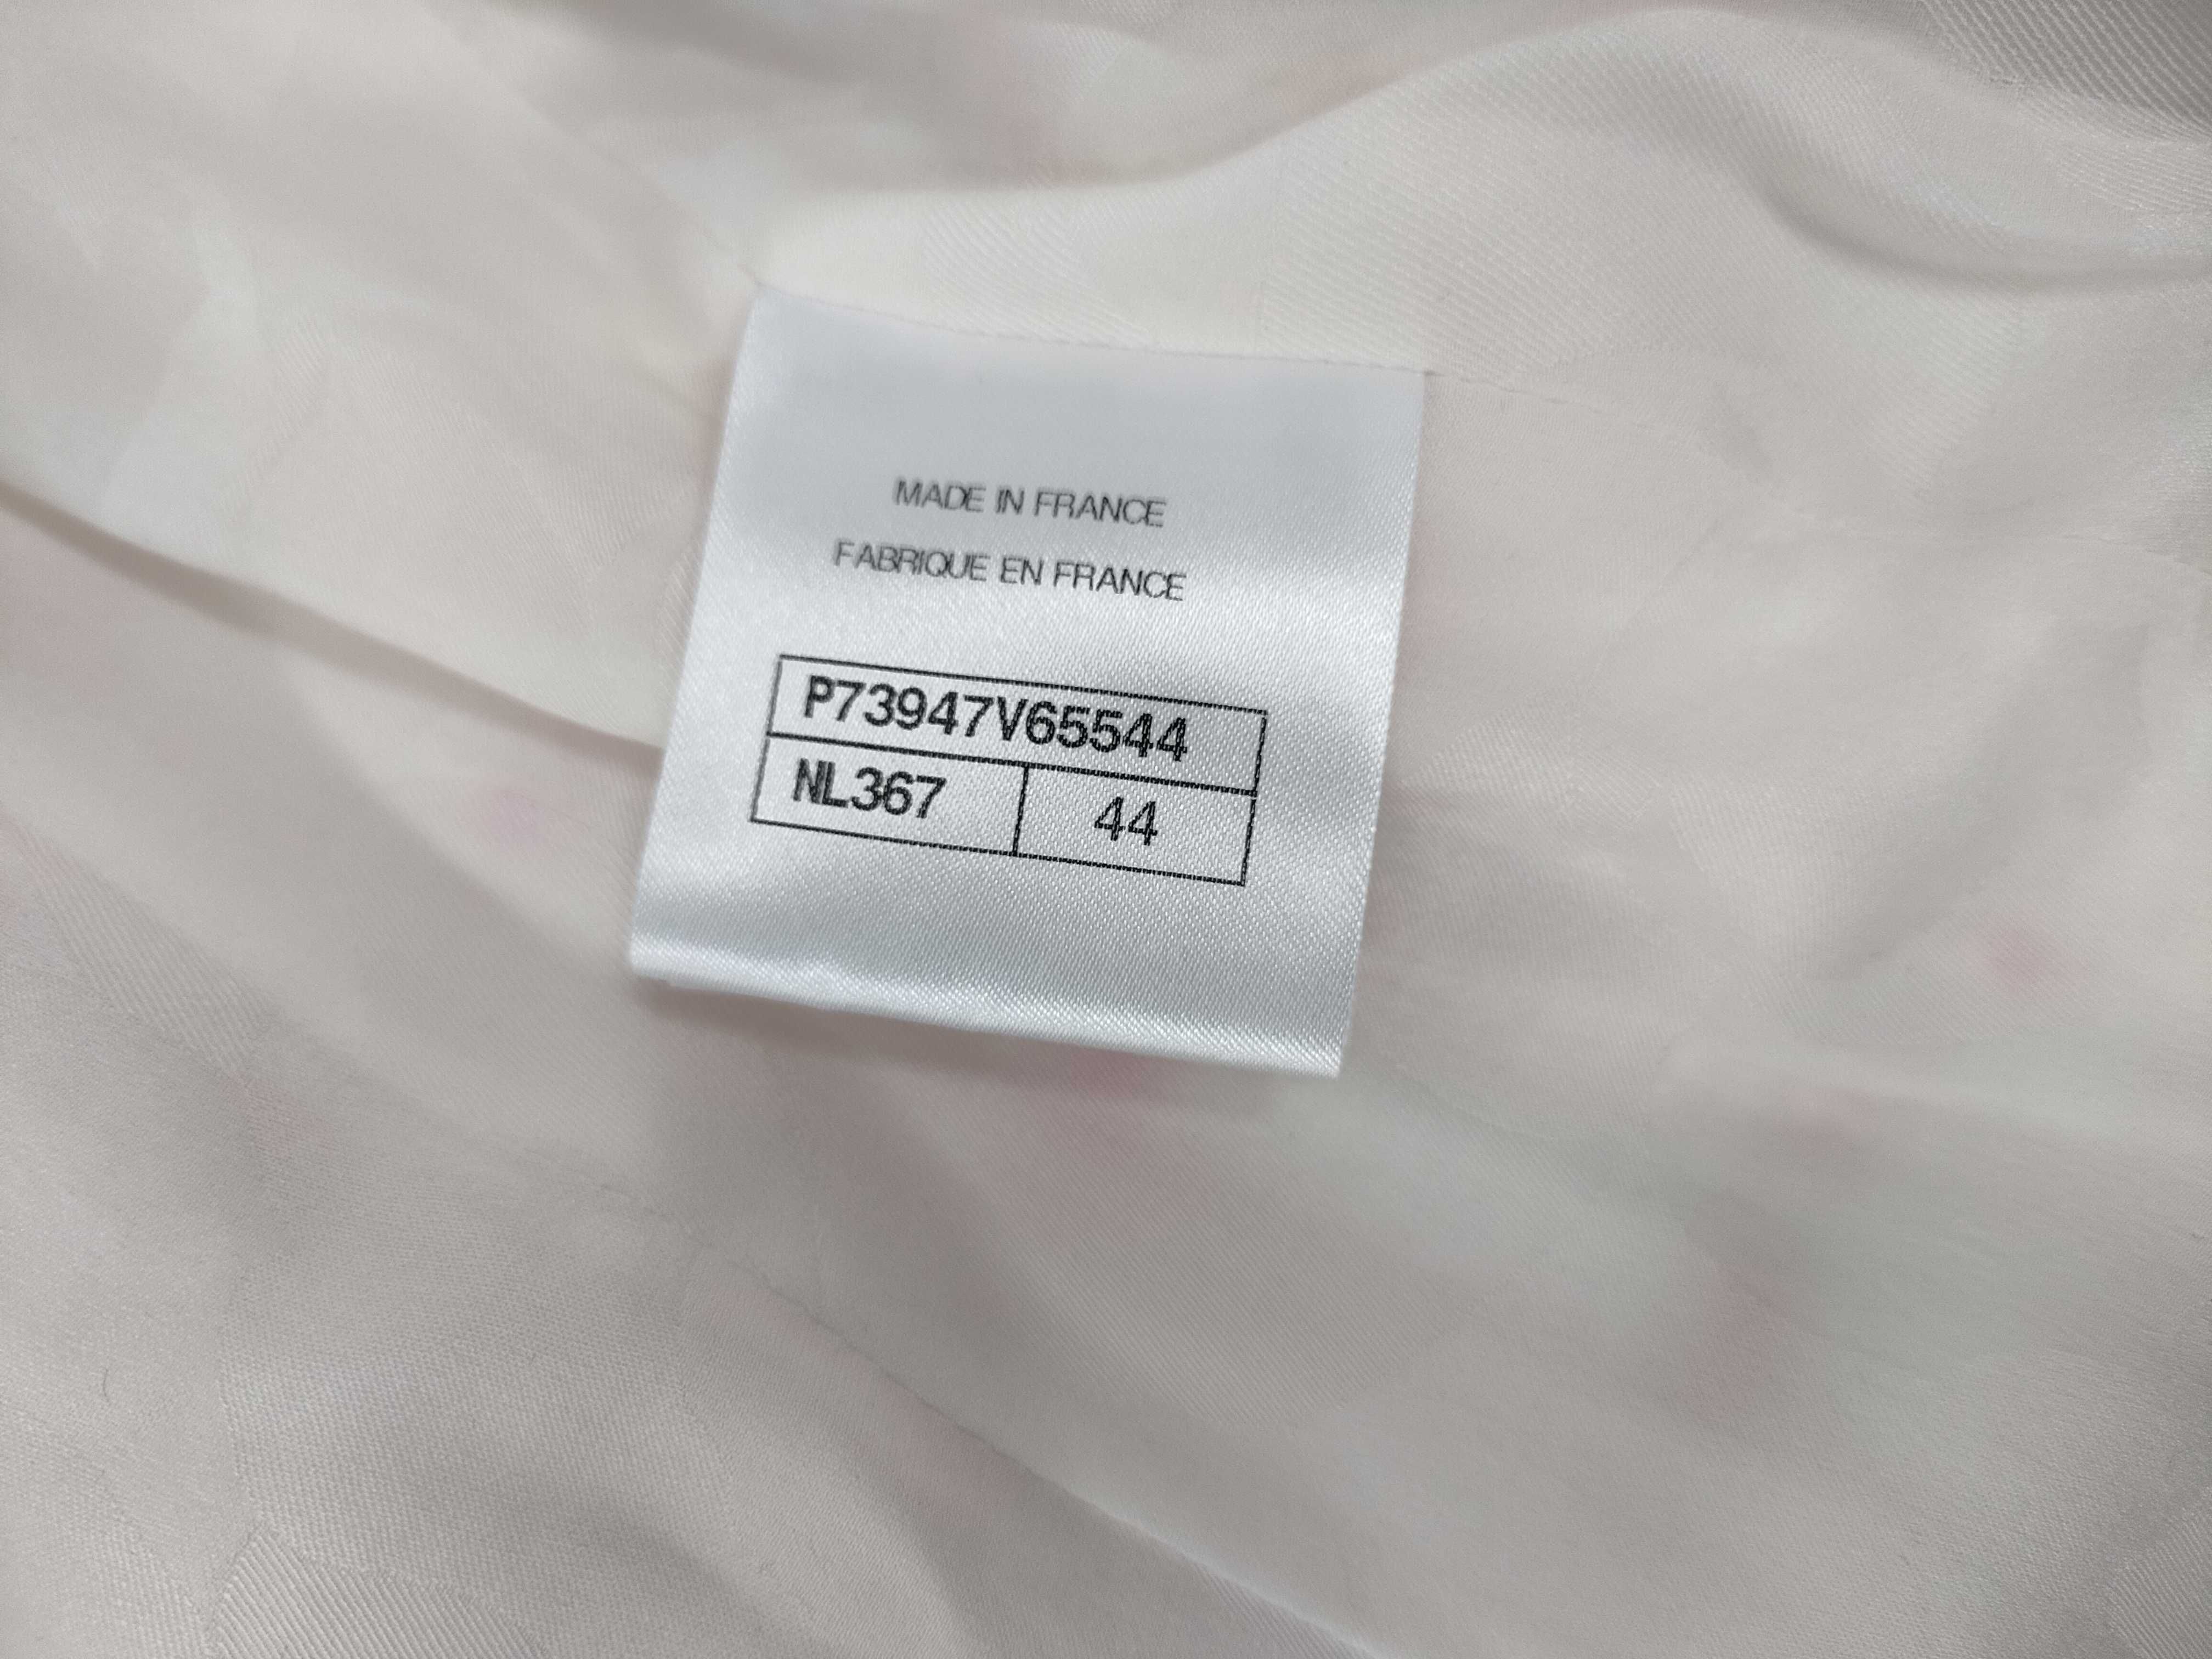 MADE IN FRANCE
FABRIQUE EN FRANCE
P73947V65544
NL367 44